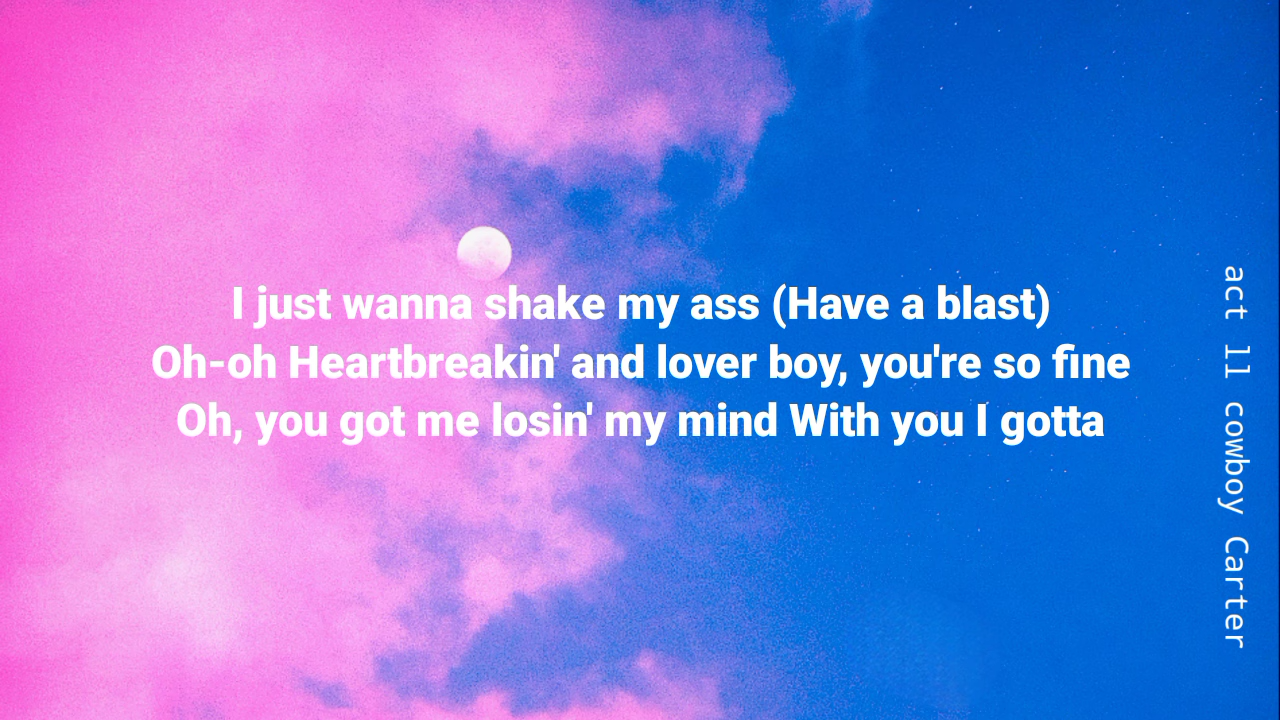 I just wanna shake my ass (Have a blast)
Oh-oh Heartbreakin' and lover boy, you're so fine
Oh, you got me losin' my mind With you I gotta
act ll cowboy Carter